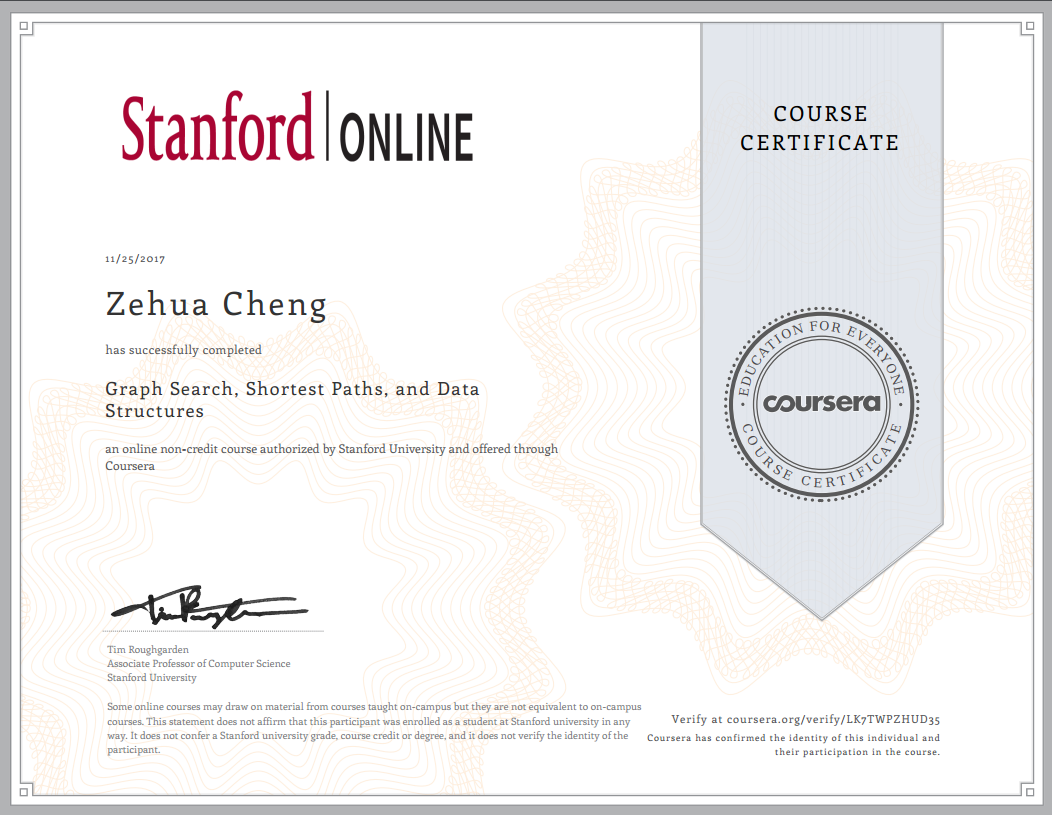 Stanford | ONLINE
COURSE
CERTIFICATE
11/25/2017
Zehua Cheng
has successfully completed
Graph Search, Shortest Paths, and Data
Structures
an online non-credit course authorized by Stanford University and offered through
Coursera
EDUCATION FOR EVERYONE
coursera
COURSE CERTIFICATE
Tim Roughgarden
Associate Professor of Computer Science
Stanford University
Some online courses may draw on material from courses taught on-campus but they are not equivalent to on-campus
courses. This statement does not affirm that this participant was enrolled as a student at Stanford university in any
way. It does not confer a Stanford university grade, course credit or degree, and it does not verify the identity of the
participant.
Verify at coursera.org/verify/LK7TWPZHUD35
Coursera has confirmed the identity of this individual and
their participation in the course.